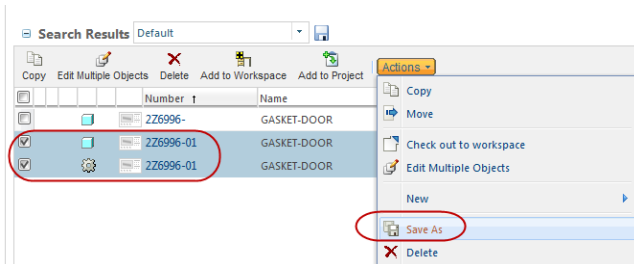 Search Results Default
Copy Edit Multiple Objects Delete Add to Workspace Add to Project Actions
Number Name
2Z6996- GASKET-DOOR
2Z6996-01 GASKET-DOOR
2Z6996-01 GASKET-DOOR
Copy
Move
Check out to workspace
Edit Multiple Objects
New
Save As
Delete